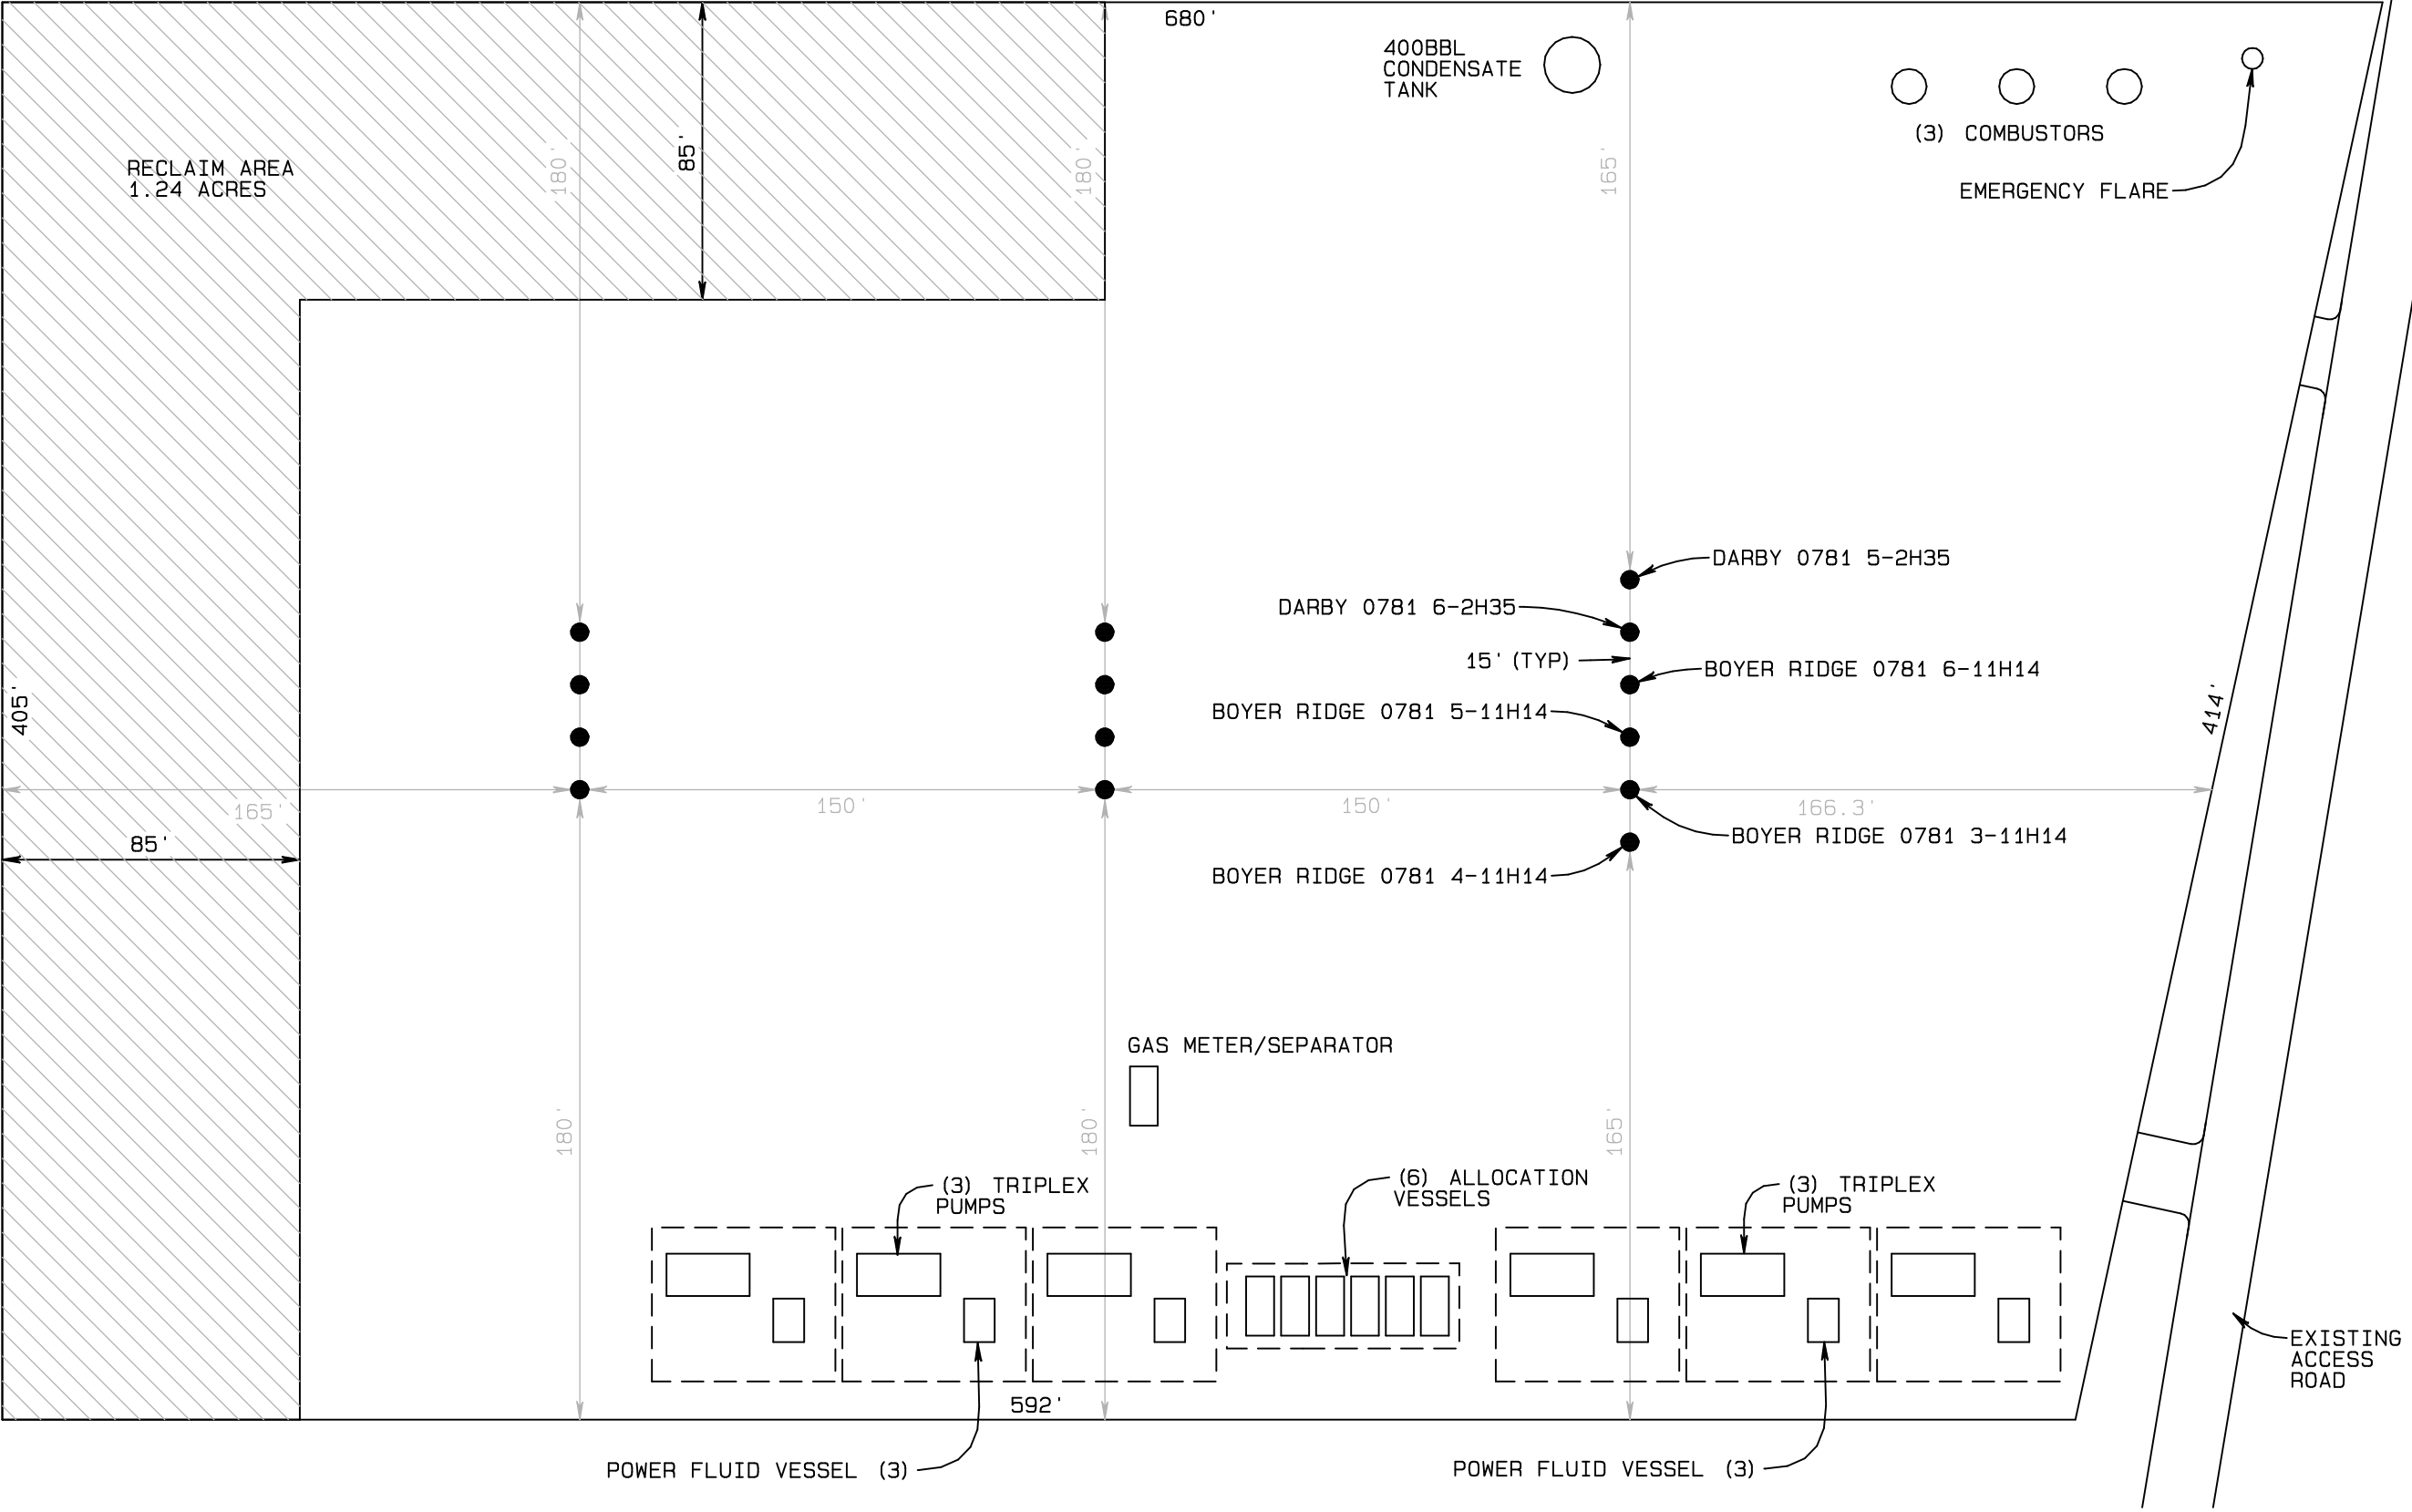 680'
400BBL
CONDENSATE
TANK
(3) COMBUSTORS
EMERGENCY FLARE
RECLAIM AREA
1.24 ACRES
180'
85'
180'
165'
DARBY 0781 5-2H35
DARBY 0781 6-2H35
15' (TYP)
BOYER RIDGE 0781 6-11H14
BOYER RIDGE 0781 5-11H14
405'
414'
165'
150'
150'
166.3'
85'
BOYER RIDGE 0781 3-11H14
BOYER RIDGE 0781 4-11H14
GAS METER/SEPARATOR
180'
180'
165'
(3) TRIPLEX
PUMPS
(6) ALLOCATION
VESSELS
(3) TRIPLEX
PUMPS
592'
EXISTING
ACCESS
ROAD
POWER FLUID VESSEL (3)
POWER FLUID VESSEL (3)